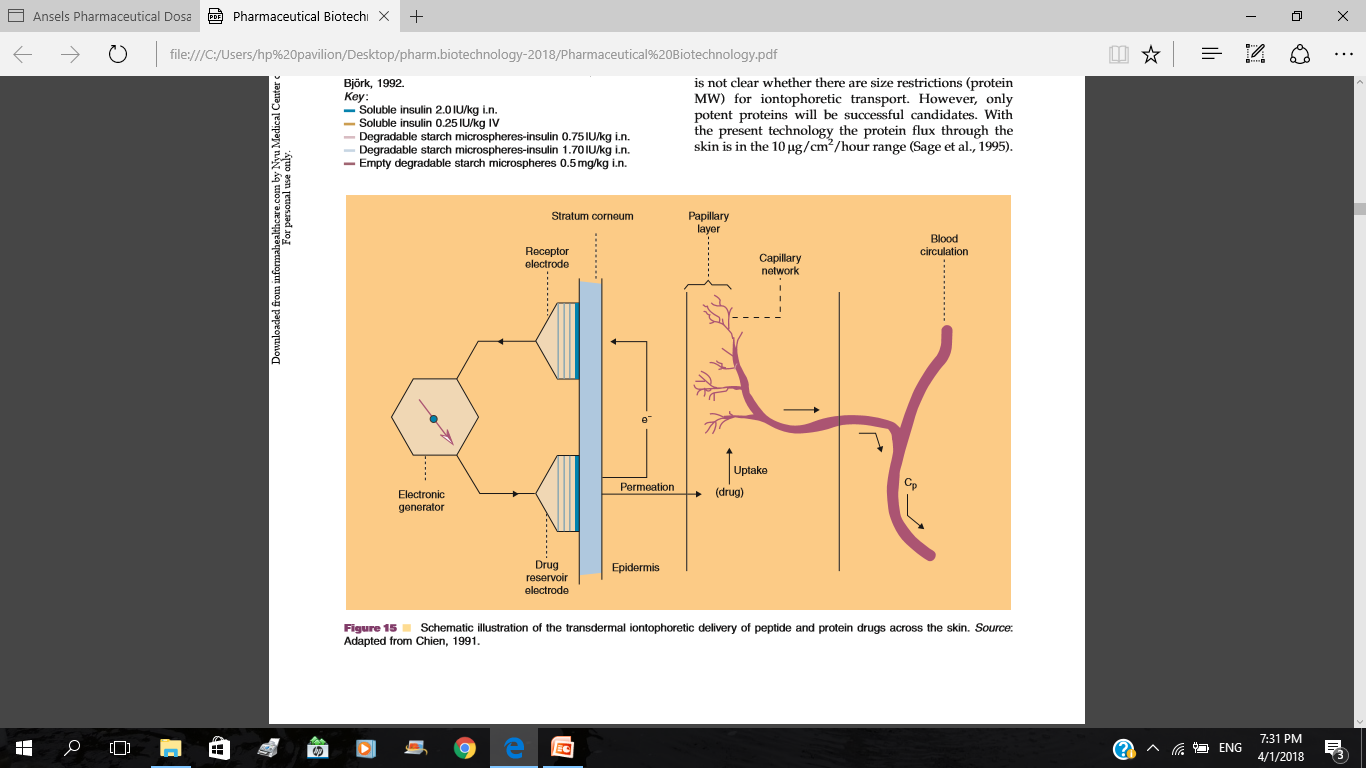 Ansels Pharmaceutical Dosa
Pharmaceutical Biotechn
file:///C:/Users/hp%20pavilion/Desktop/pharm.biotechnology-2018/Pharmaceutical%20Biotechnology.pdf
Downloaded from informahealthcare.com by Nyu Medical Center
For personal use only.
Björk, 1992.
Key:
Soluble insulin 2.0 IU/kg i.n.
Soluble insulin 0.25 IU/kg IV
Degradable starch microspheres-insulin 0.75 IU/kg i.n.
Degradable starch microspheres-insulin 1.70 IU/kg i.n.
Empty degradable starch microspheres 0.5 mg/kg i.n.
is not clear whether there are size restrictions (protein
MW) for iontophoretic transport. However, only
potent proteins will be successful candidates. With
the present technology the protein flux through the
skin is in the 10 µg/cm²/hour range (Sage et al., 1995).
Stratum corneum
Papillary
layer
Receptor
electrode
Capillary
network
Blood
circulation
e⁻
Electronic
generator
Permeation
Uptake
(drug)
Cp
Drug
reservoir
electrode
Epidermis
Figure 15 Schematic illustration of the transdermal iontophoretic delivery of peptide and protein drugs across the skin. Source:
Adapted from Chien, 1991.
ENG
7:31 PM
4/1/2018
3